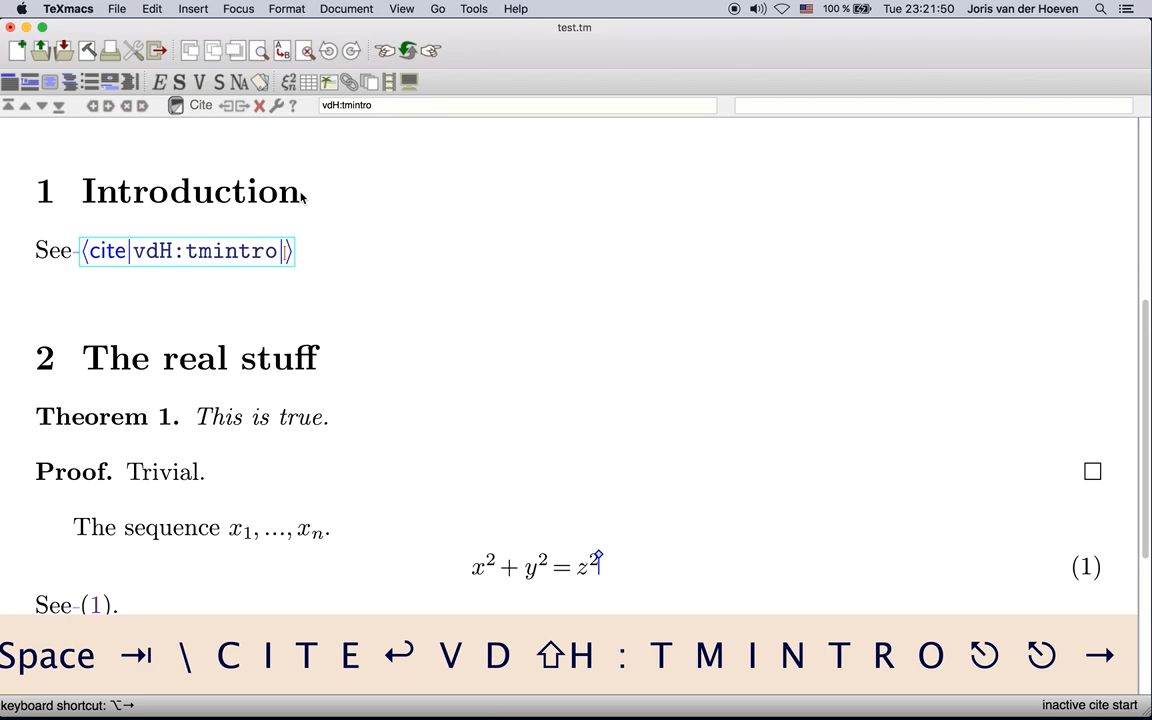 TeXmacs File Edit Insert Focus Format Document View Go Tools Help 100 % Tue 23:21:50 Joris van der Hoeven
test.tm
E S V S NA
Cite ? vdH:tmintro
1 Introduction
See ⟨cite|vdH:tmintro|⟩
2 The real stuff
Theorem 1. This is true.
Proof. Trivial. □
The sequence x₁, ..., xₙ.
x² + y² = z² (1)
See (1).
Space ⇥ \ C I T E ↩ V D ⇧H : T M I N T R O ⎋ ⎋ →
keyboard shortcut: ⌥→ inactive cite start